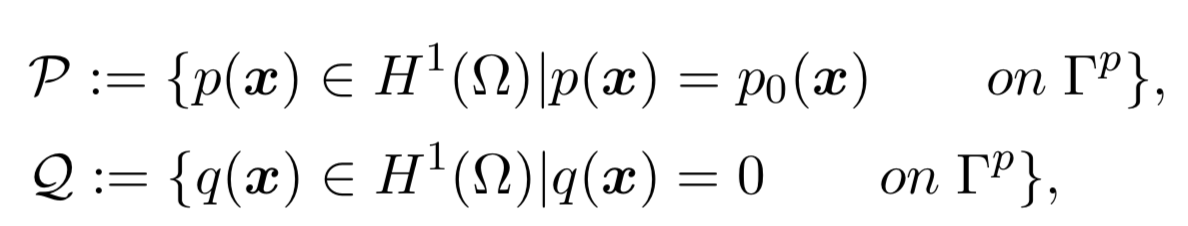 𝒫 := {p(𝒙) ∈ H¹(Ω)|p(𝒙) = p₀(𝒙) on Γᵖ},
𝒬 := {q(𝒙) ∈ H¹(Ω)|q(𝒙) = 0 on Γᵖ},